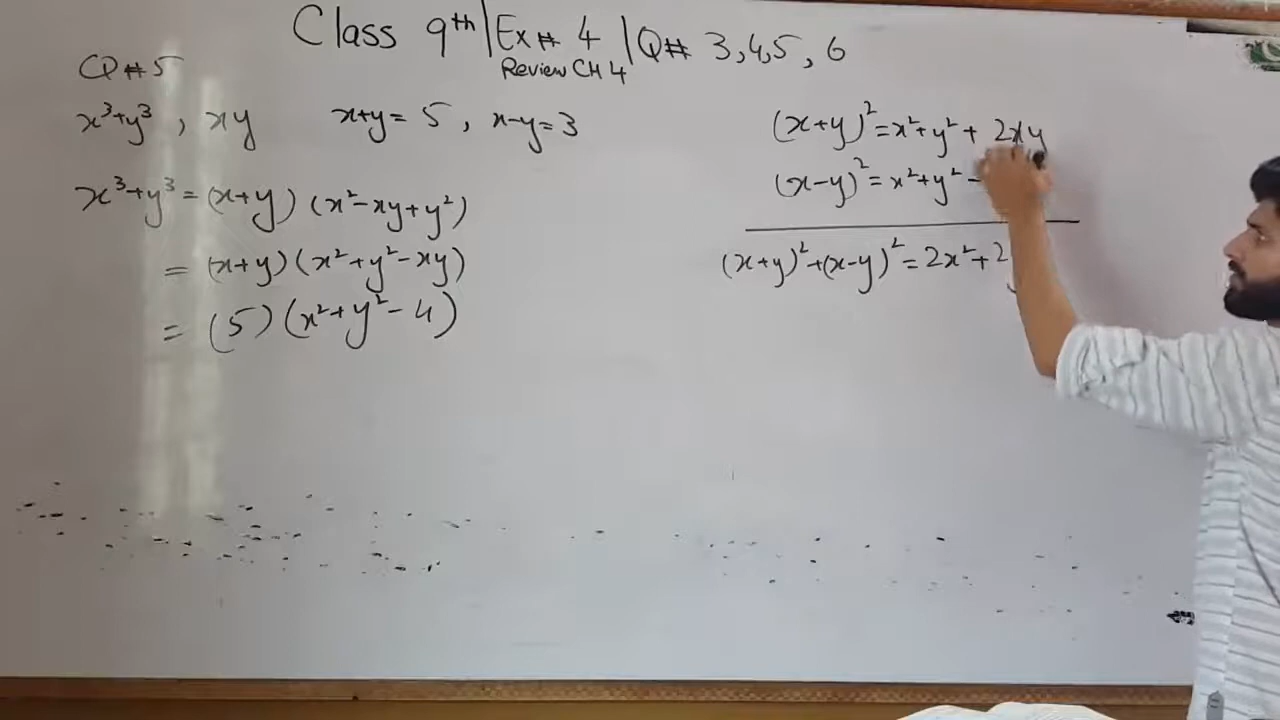 Class 9th | Ex# 4 | Q# 3,4,5,6
Review CH 4
Q#5
x³+y³ , xy x+y=5, x-y=3
x³+y³ = (x+y) (x²-xy+y²)
= (x+y) (x²+y²-xy)
= (5) (x²+y²-4)
(x+y)²=x²+y²+ 2xy
(x-y)²=x²+y²-
(x+y)²+(x-y)²=2x²+2